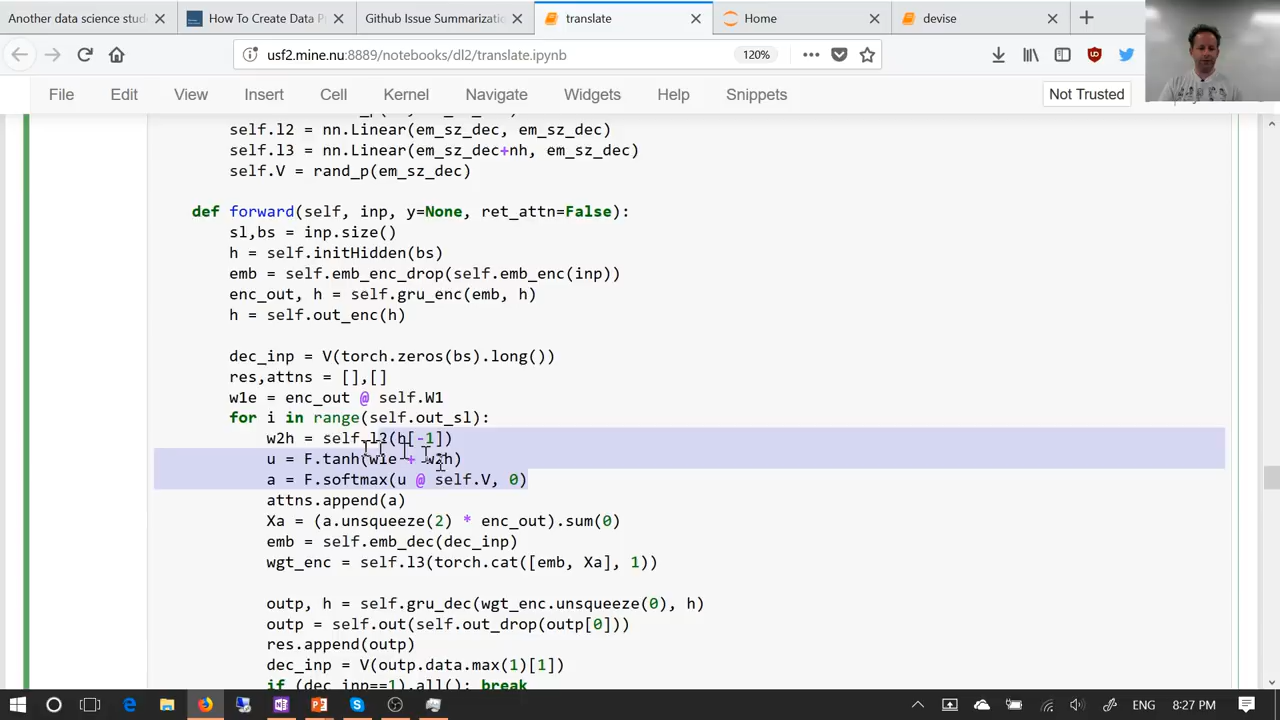 Another data science stud
How To Create Data P
Github Issue Summarizatio
translate
Home
devise
usf2.mine.nu:8889/notebooks/dl2/translate.ipynb
120%
File Edit View Insert Cell Kernel Navigate Widgets Help Snippets
Not Trusted
self.l2 = nn.Linear(em_sz_dec, em_sz_dec)
self.l3 = nn.Linear(em_sz_dec+nh, em_sz_dec)
self.V = rand_p(em_sz_dec)
def forward(self, inp, y=None, ret_attn=False):
sl,bs = inp.size()
h = self.initHidden(bs)
emb = self.emb_enc_drop(self.emb_enc(inp))
enc_out, h = self.gru_enc(emb, h)
h = self.out_enc(h)
dec_inp = V(torch.zeros(bs).long())
res,attns = [],[]
w1e = enc_out @ self.W1
for i in range(self.out_sl):
w2h = self.l2(h[-1])
u = F.tanh(w1e + w2h)
a = F.softmax(u @ self.V, 0)
attns.append(a)
Xa = (a.unsqueeze(2) * enc_out).sum(0)
emb = self.emb_dec(dec_inp)
wgt_enc = self.l3(torch.cat([emb, Xa], 1))
outp, h = self.gru_dec(wgt_enc.unsqueeze(0), h)
outp = self.out(self.out_drop(outp[0]))
res.append(outp)
dec_inp = V(outp.data.max(1)[1])
if (dec_inp==1).all(): break
ENG 8:27 PM